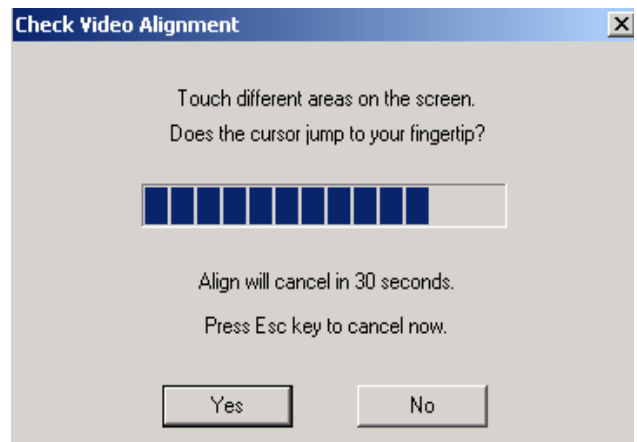 Check Video Alignment
Touch different areas on the screen.
Does the cursor jump to your fingertip?
Align will cancel in 30 seconds.
Press Esc key to cancel now.
Yes No